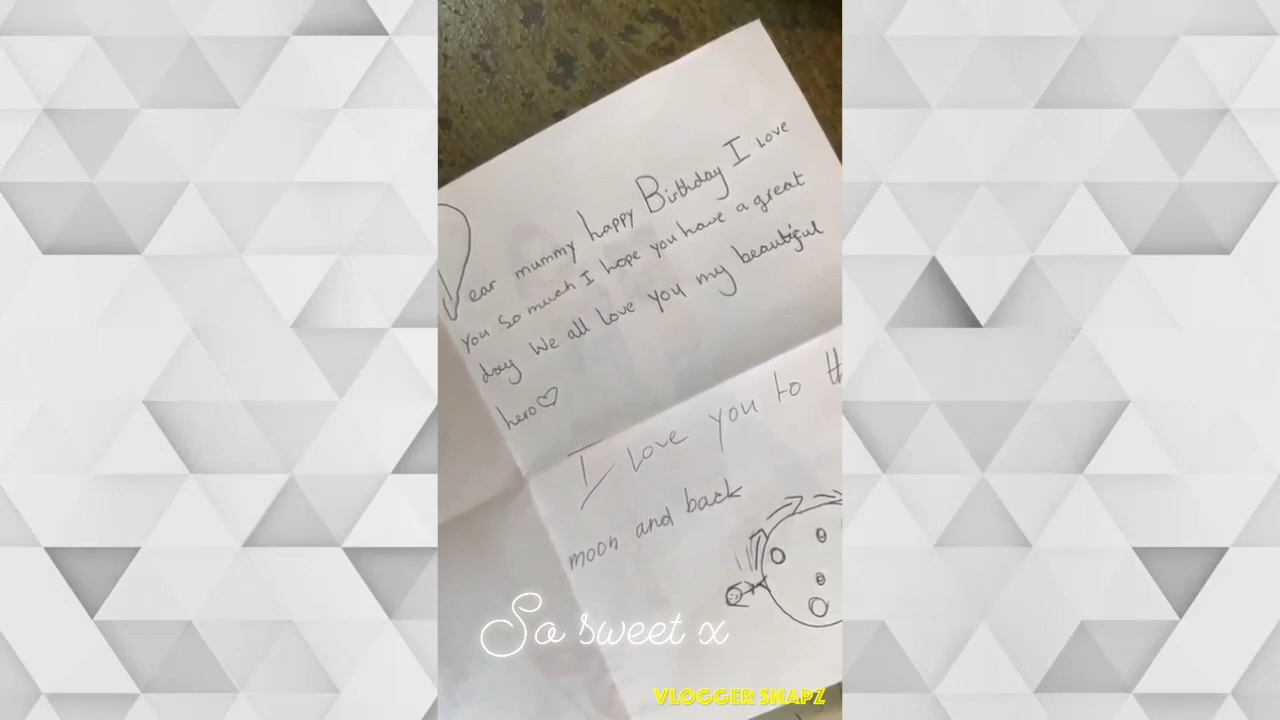 Dear mummy happy Birthday I love
you so much I hope you have a great
day We all love you my beautiful
hero♡
I love you to th
moon and back
So sweet x
VLOGGER SNAPZ